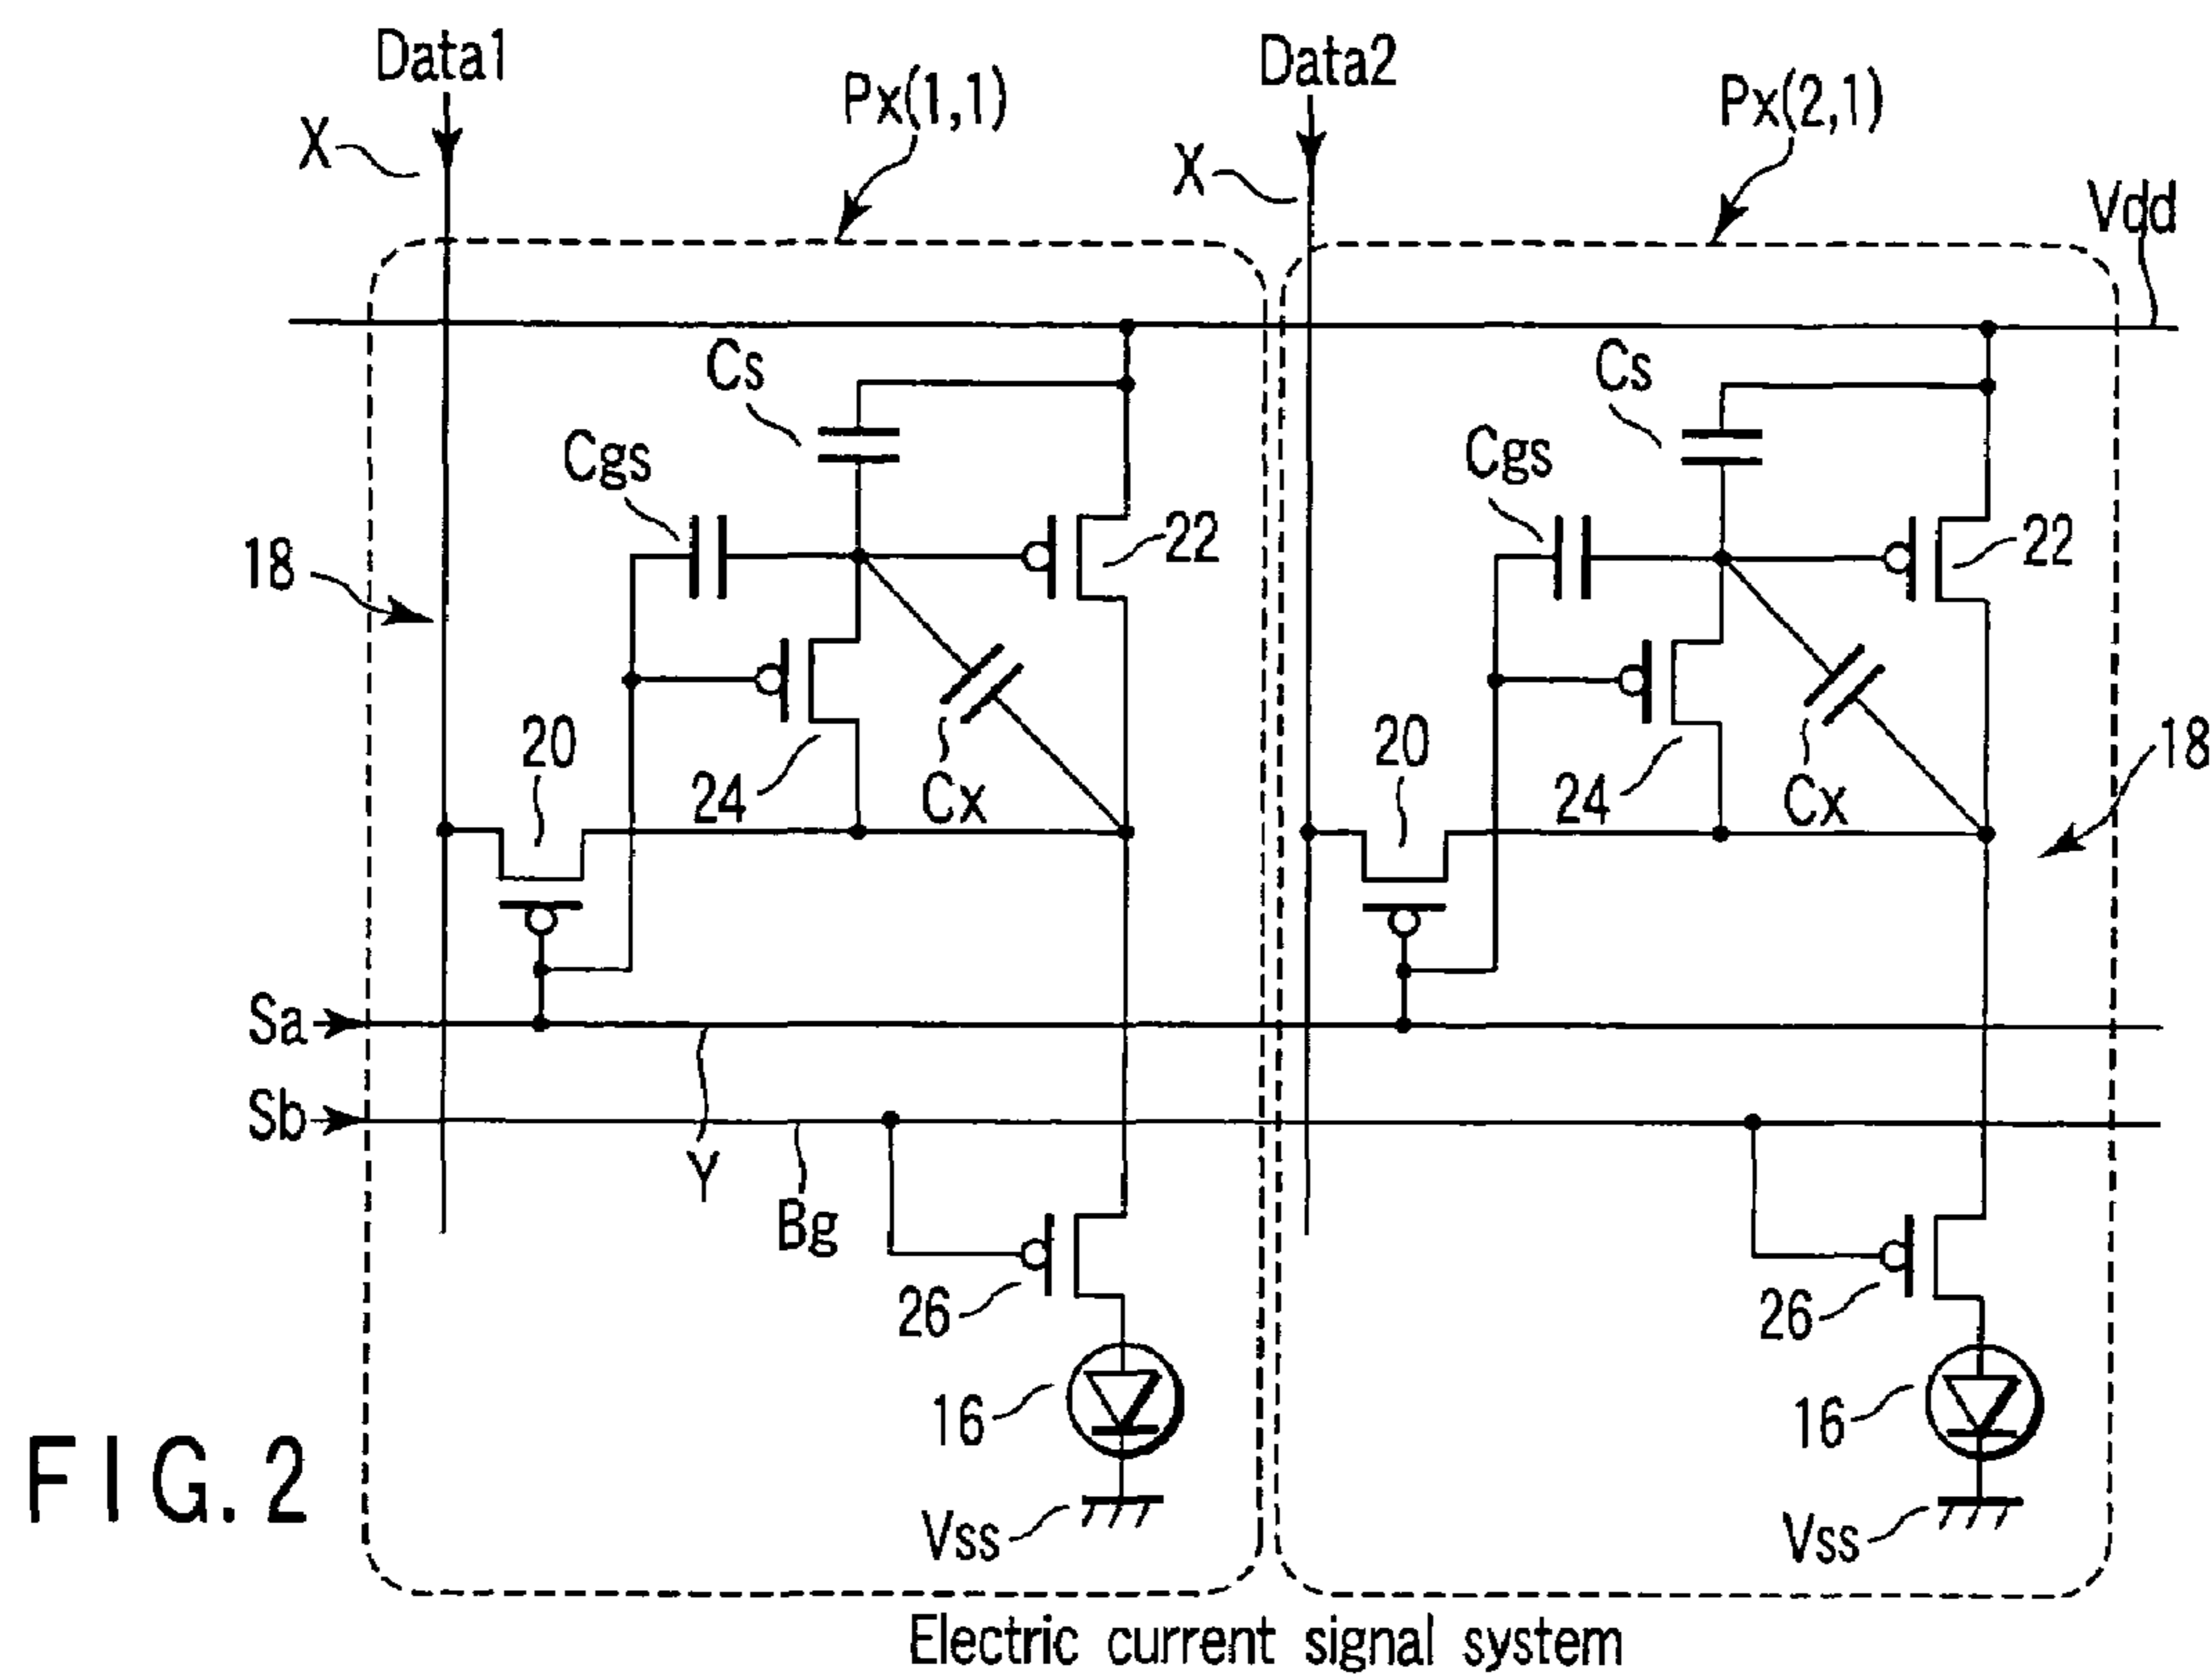 Data1
Data2
Px(1,1)
Px(2,1)
X
X
Vdd
Cs
Cs
Cgs
Cgs
22
22
18
20
24
Cx
20
24
Cx
18
Sa
Sb
Y
Bg
26
26
16
16
Vss
Vss
FIG. 2
Electric current signal system